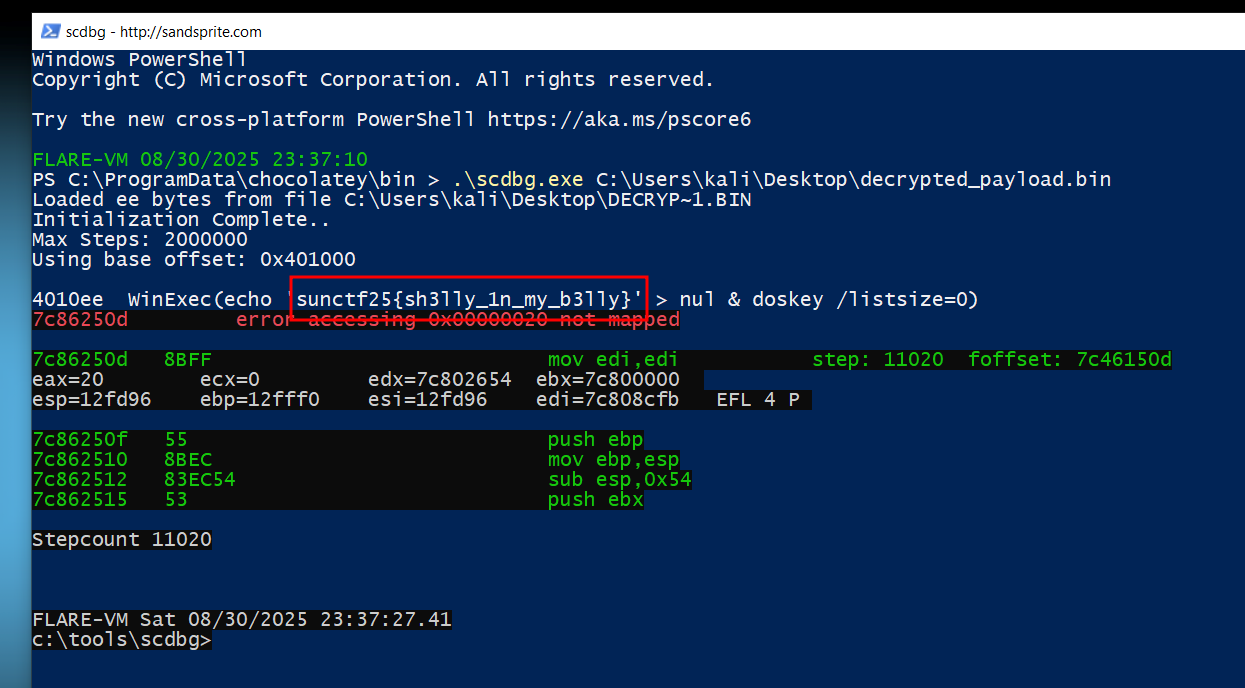 scdbg - http://sandsprite.com
Windows PowerShell
Copyright (C) Microsoft Corporation. All rights reserved.
Try the new cross-platform PowerShell https://aka.ms/pscore6
FLARE-VM 08/30/2025 23:37:10
PS C:\ProgramData\chocolatey\bin > .\scdbg.exe C:\Users\kali\Desktop\decrypted_payload.bin
Loaded ee bytes from file C:\Users\kali\Desktop\DECRYP~1.BIN
Initialization Complete..
Max Steps: 2000000
Using base offset: 0x401000
4010ee  WinExec(echo 'sunctf25{sh3lly_1n_my_b3lly}' > nul & doskey /listsize=0)
7c86250d         error accessing 0x00000020 not mapped
7c86250d   8BFF                            mov edi,edi           step: 11020  foffset: 7c46150d
eax=20        ecx=0         edx=7c802654  ebx=7c800000
esp=12fd96    ebp=12fff0    esi=12fd96    edi=7c808cfb   EFL 4 P
7c86250f   55                              push ebp
7c862510   8BEC                            mov ebp,esp
7c862512   83EC54                          sub esp,0x54
7c862515   53                              push ebx
Stepcount 11020
FLARE-VM Sat 08/30/2025 23:37:27.41
c:\tools\scdbg>